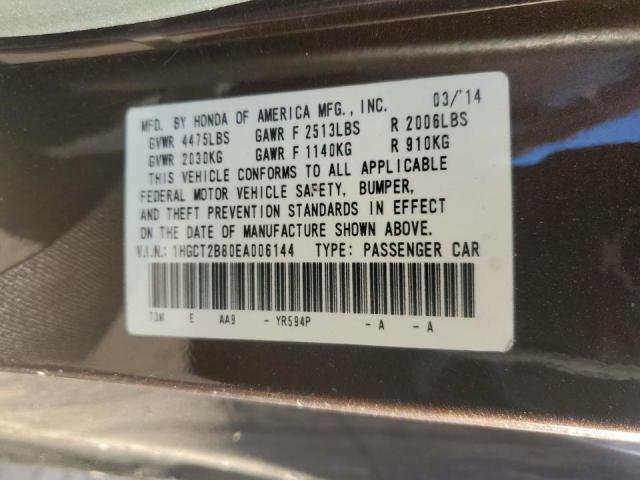 MFD. BY HONDA OF AMERICA MFG., INC. 03/'14
GVWR 4475LBS GAWR F 2513LBS R 2006LBS
GVWR 2030KG GAWR F 1140KG R 910KG
THIS VEHICLE CONFORMS TO ALL APPLICABLE
FEDERAL MOTOR VEHICLE SAFETY, BUMPER,
AND THEFT PREVENTION STANDARDS IN EFFECT
ON THE DATE OF MANUFACTURE SHOWN ABOVE.
V.I.N.: 1HGCT2B80EA006144 TYPE: PASSENGER CAR
T3W E AA9 - YR594P - A - A